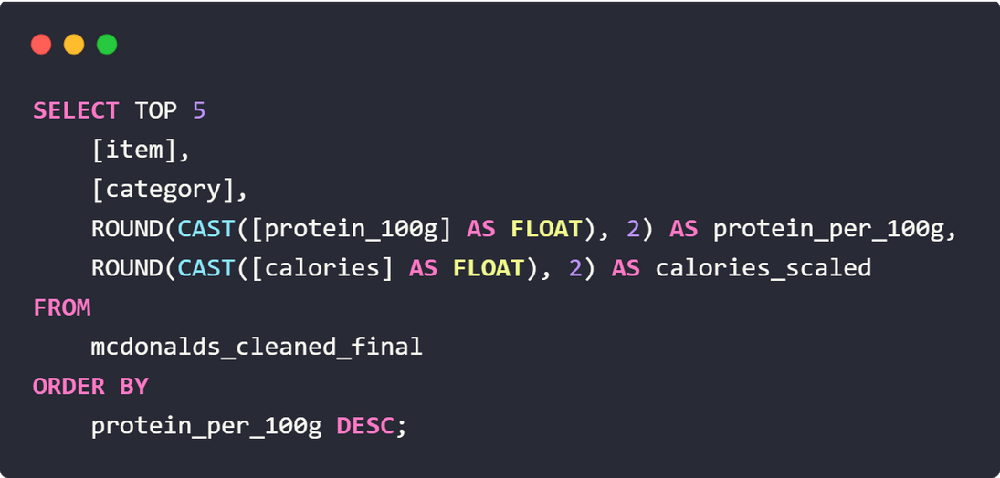 SELECT TOP 5
    [item],
    [category],
    ROUND(CAST([protein_100g] AS FLOAT), 2) AS protein_per_100g,
    ROUND(CAST([calories] AS FLOAT), 2) AS calories_scaled
FROM
    mcdonalds_cleaned_final
ORDER BY
    protein_per_100g DESC;